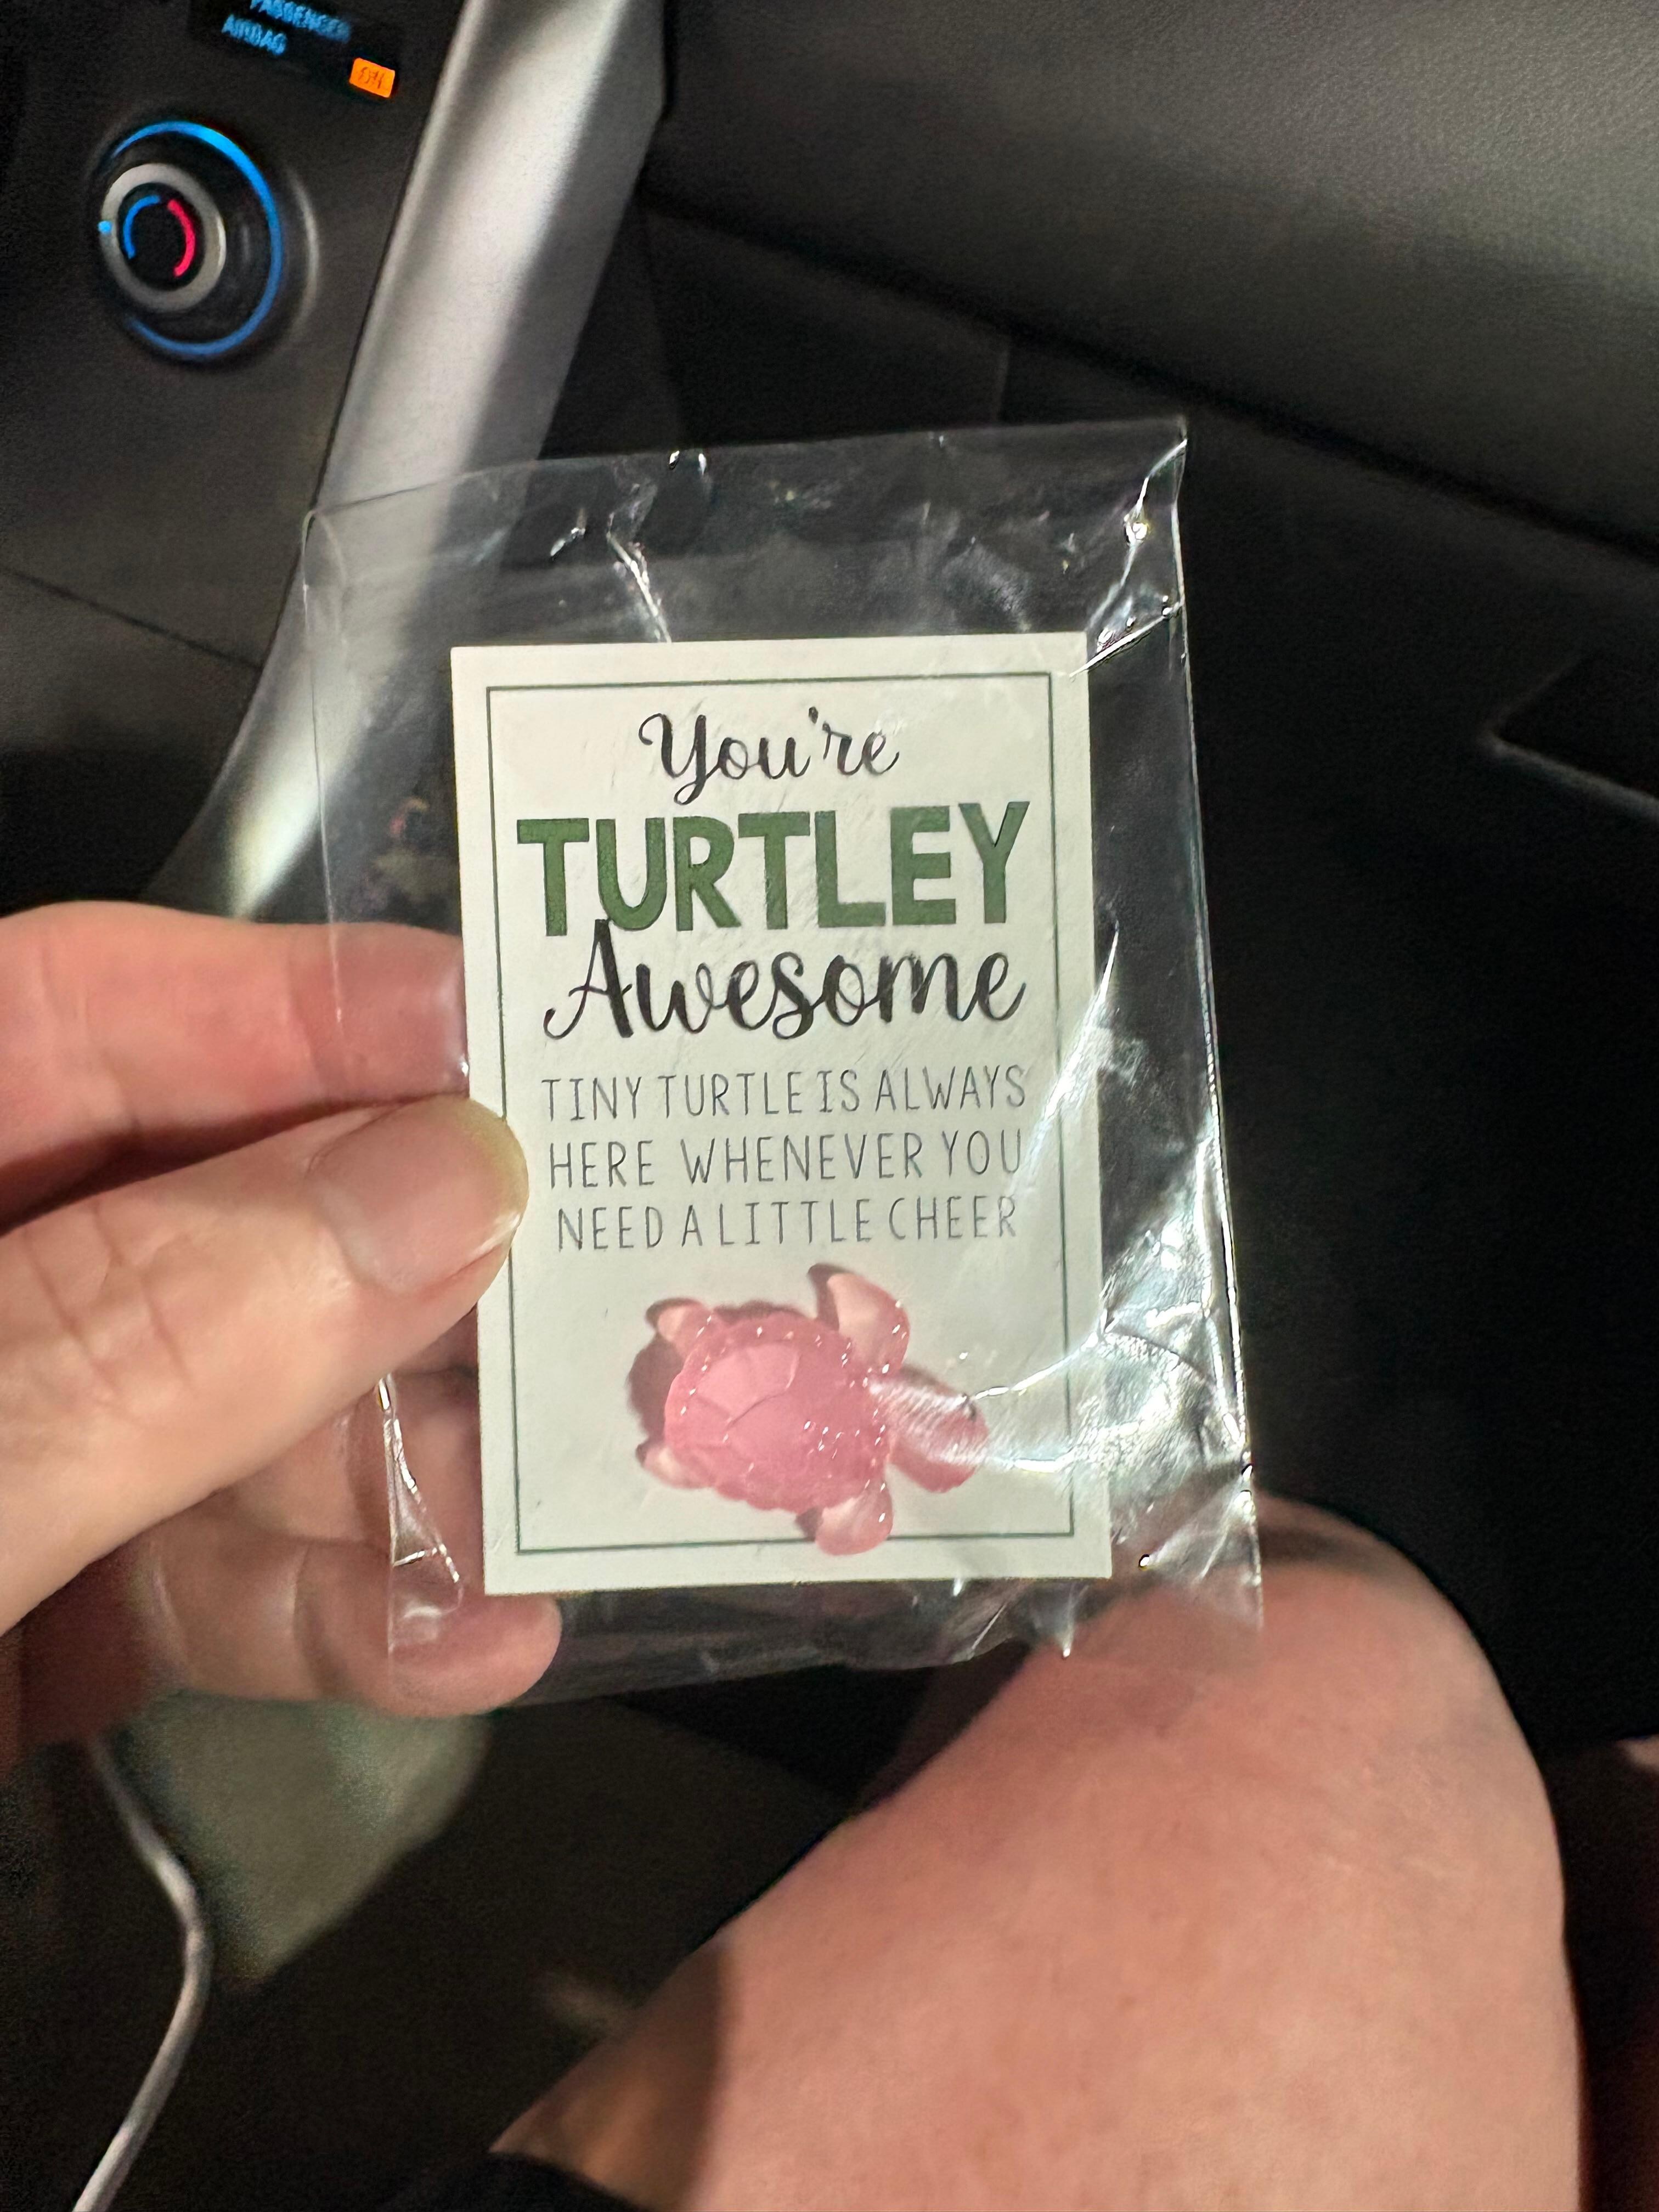 PASSENGER
AIRBAG
ON
You're
TURTLEY
Awesome
TINY TURTLE IS ALWAYS
HERE WHENEVER YOU
NEED A LITTLE CHEER